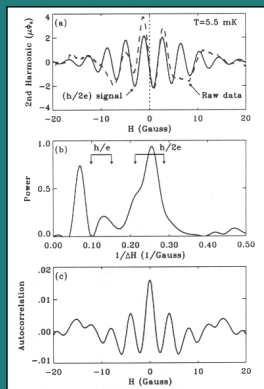 (a)
T=5.5 mK
2nd Harmonic (μΦ₀)
4
2
0
-2
-4
(h/2e) signal
Raw data
-20 -10 0 10 20
H (Gauss)
(b)
h/e
h/2e
Power
1.0
0.5
0.0
0.00 0.10 0.20 0.30 0.40 0.50
1/ΔH (1/Gauss)
(c)
Autocorrelation
.02
.01
.00
-.01
-20 -10 0 10 20
H (Gauss)